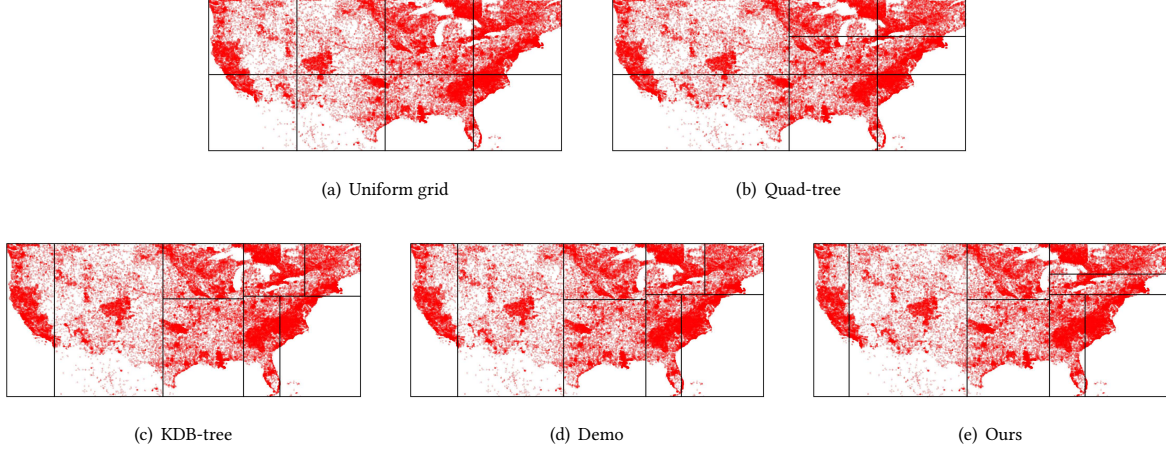 (a) Uniform grid
(b) Quad-tree
(c) KDB-tree
(d) Demo
(e) Ours